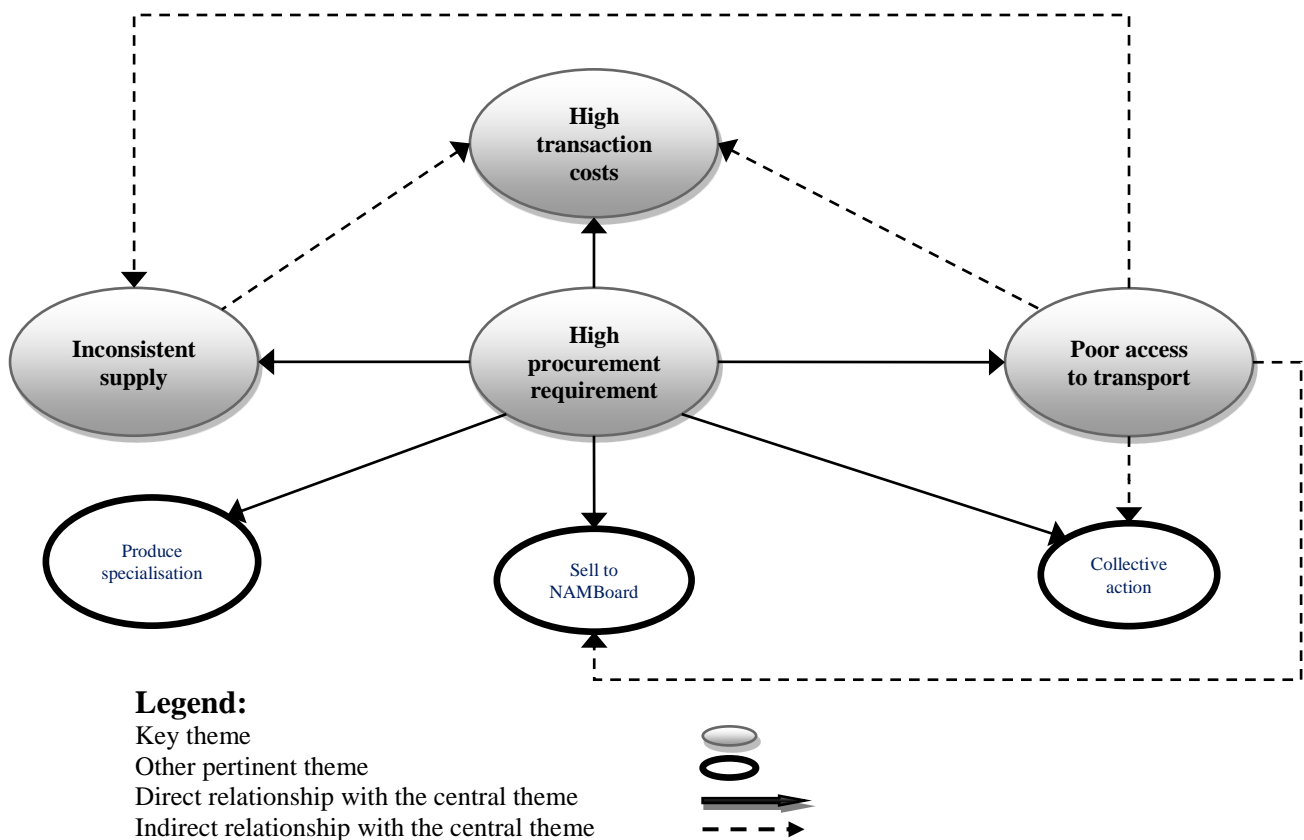 High
transaction
costs
Inconsistent
supply
High
procurement
requirement
Poor access
to transport
Produce
specialisation
Sell to
NAMBoard
Collective
action
Legend:
Key theme
Other pertinent theme
Direct relationship with the central theme
Indirect relationship with the central theme